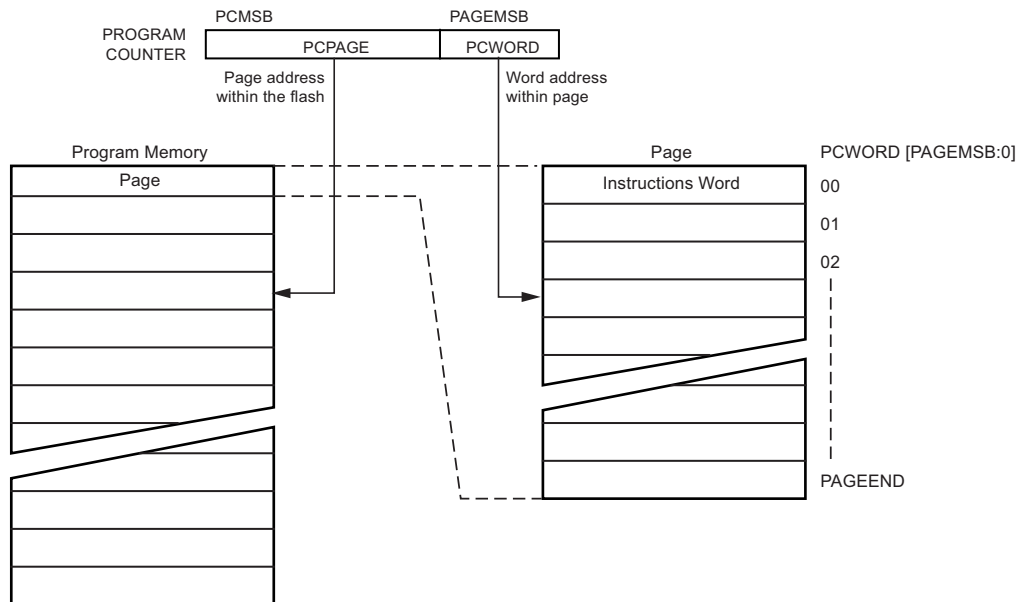 PCMSB PAGEMSB
PROGRAM
COUNTER
PCPAGE PCWORD
Page address
within the flash
Word address
within page
Program Memory
Page
Page
PCWORD [PAGEMSB:0]
Instructions Word
00
01
02
PAGEEND